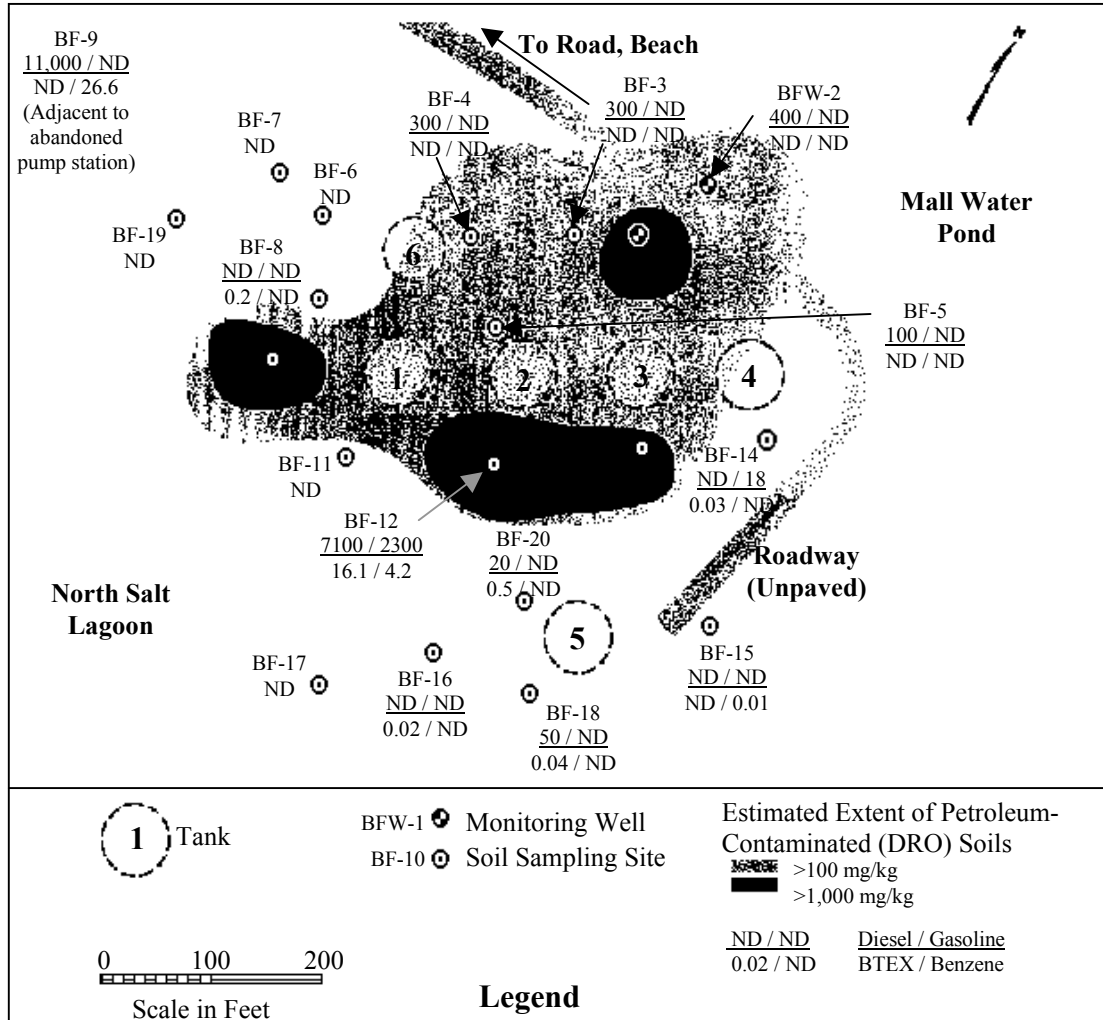 BF-9
11,000 / ND
ND / 26.6
(Adjacent to
abandoned
pump station)
To Road, Beach
BF-7
ND
BF-6
ND
BF-4
300 / ND
ND / ND
BF-3
300 / ND
ND / ND
BFW-2
400 / ND
ND / ND
N
Mall Water
Pond
BF-19
ND
BF-8
ND / ND
0.2 / ND
6
BF-5
100 / ND
ND / ND
1
2
3
4
BF-11
ND
BF-14
ND / 18
0.03 / ND
BF-12
7100 / 2300
16.1 / 4.2
BF-20
20 / ND
0.5 / ND
Roadway
(Unpaved)
North Salt
Lagoon
5
BF-17
ND
BF-16
ND / ND
0.02 / ND
BF-18
50 / ND
0.04 / ND
BF-15
ND / ND
ND / 0.01
1 Tank
BFW-1 Monitoring Well
BF-10 Soil Sampling Site
Estimated Extent of Petroleum-
Contaminated (DRO) Soils
>100 mg/kg
>1,000 mg/kg
ND / ND Diesel / Gasoline
0.02 / ND BTEX / Benzene
0 100 200
Scale in Feet
Legend